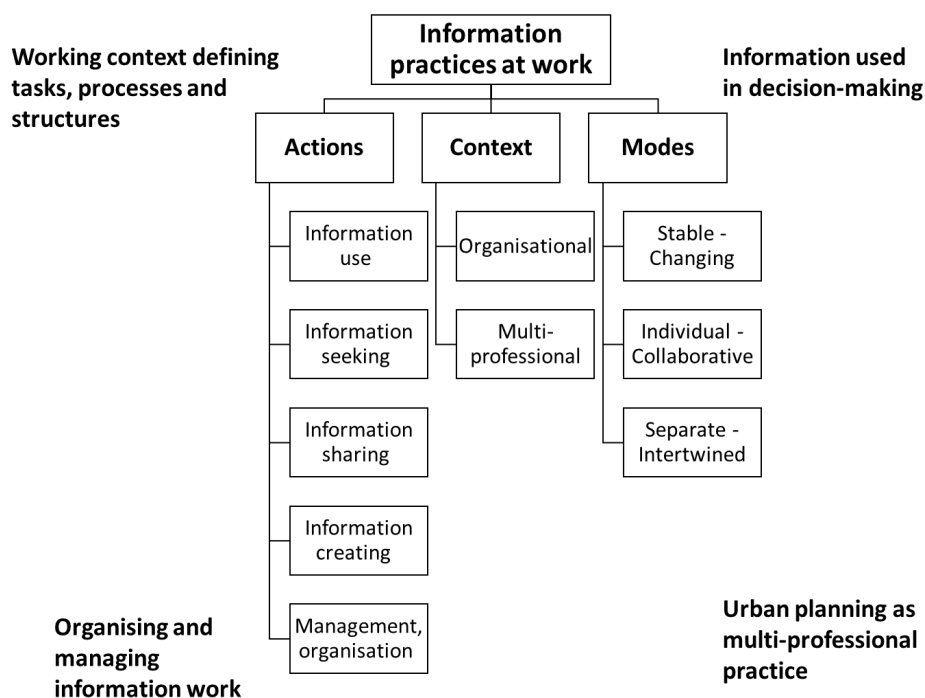 Information
practices at work
Working context defining
tasks, processes and
structures
Information used
in decision-making
Actions
Context
Modes
Information
use
Information
seeking
Information
sharing
Information
creating
Management,
organisation
Organisational
Multi-
professional
Stable -
Changing
Individual -
Collaborative
Separate -
Intertwined
Organising and
managing
information work
Urban planning as
multi-professional
practice